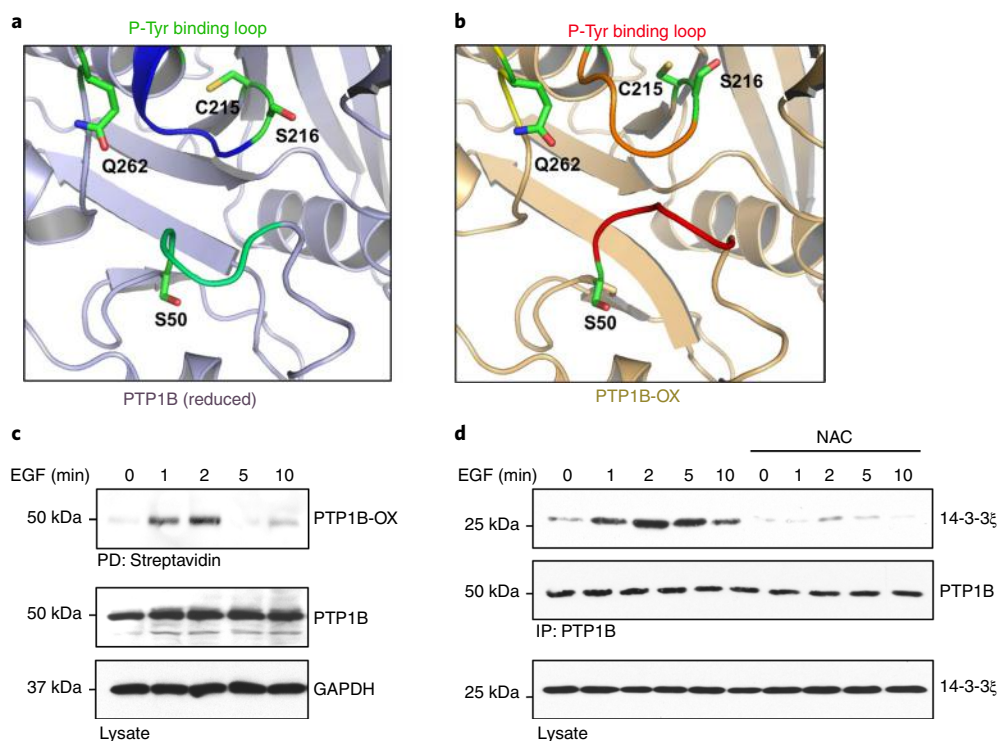 a
P-Tyr binding loop
C215
S216
Q262
S50
PTP1B (reduced)
b
P-Tyr binding loop
C215
S216
Q262
S50
PTP1B-OX
c
EGF (min) 0 1 2 5 10
50 kDa PTP1B-OX
PD: Streptavidin
50 kDa PTP1B
37 kDa GAPDH
Lysate
d
NAC
EGF (min) 0 1 2 5 10 0 1 2 5 10
25 kDa 14-3-3ξ
50 kDa PTP1B
IP: PTP1B
25 kDa 14-3-3ξ
Lysate